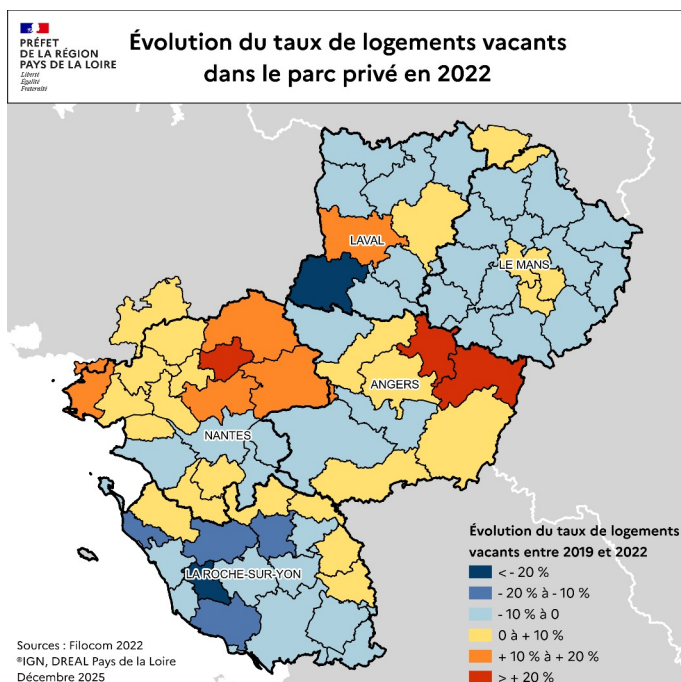 PRÉFET
DE LA RÉGION
PAYS DE LA LOIRE
Liberté
Égalité
Fraternité
Évolution du taux de logements vacants
dans le parc privé en 2022
LAVAL
LE MANS
ANGERS
NANTES
LA ROCHE-SUR-YON
Évolution du taux de logements
vacants entre 2019 et 2022
< - 20 %
- 20 % à - 10 %
- 10 % à 0
0 à + 10 %
+ 10 % à + 20 %
> + 20 %
Sources : Filocom 2022
®IGN, DREAL Pays de la Loire
Décembre 2025